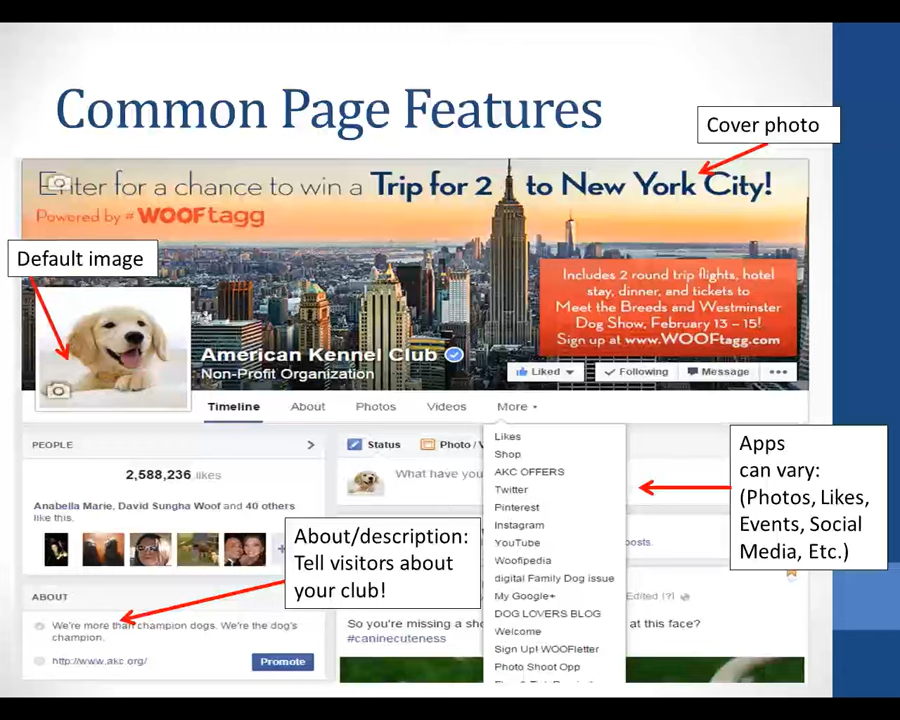 Common Page Features
Cover photo
Enter for a chance to win a Trip for 2 to New York City!
Powered by # WOOFtagg
Default image
Includes 2 round trip flights, hotel
stay, dinner, and tickets to
Meet the Breeds and Westminster
Dog Show, February 13 – 15!
Sign up at www.WOOFtagg.com
American Kennel Club
Non-Profit Organization
Liked Following Message •••
Timeline About Photos Videos More
PEOPLE >
2,588,236 likes
Anabella Marie, David Sungha Woof and 40 others
like this.
+
About/description:
Tell visitors about
your club!
ABOUT
We're more than champion dogs. We're the dog's
champion.
http://www.akc.org/
Promote
Status Photo / V
What have you
Likes
Shop
AKC OFFERS
Twitter
Pinterest
Instagram
YouTube
Woofipedia
digital Family Dog issue
My Google+
DOG LOVERS BLOG
Welcome
Sign Up! WOOFletter
Photo Shoot Opp
Apps
can vary:
(Photos, Likes,
Events, Social
Media, Etc.)
posts.
Edited [?]
So you're missing a sho at this face?
#caninecuteness